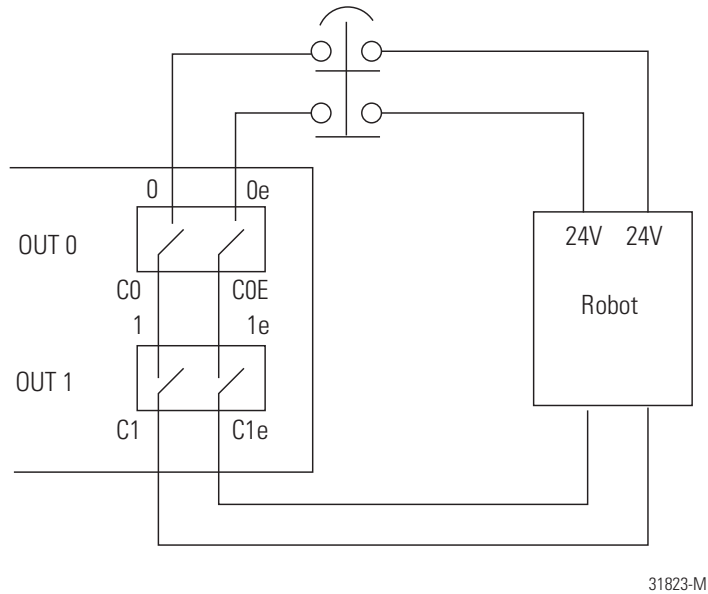 0 0e
OUT 0
24V 24V
C0 C0E
Robot
1 1e
OUT 1
C1 C1e
31823-M